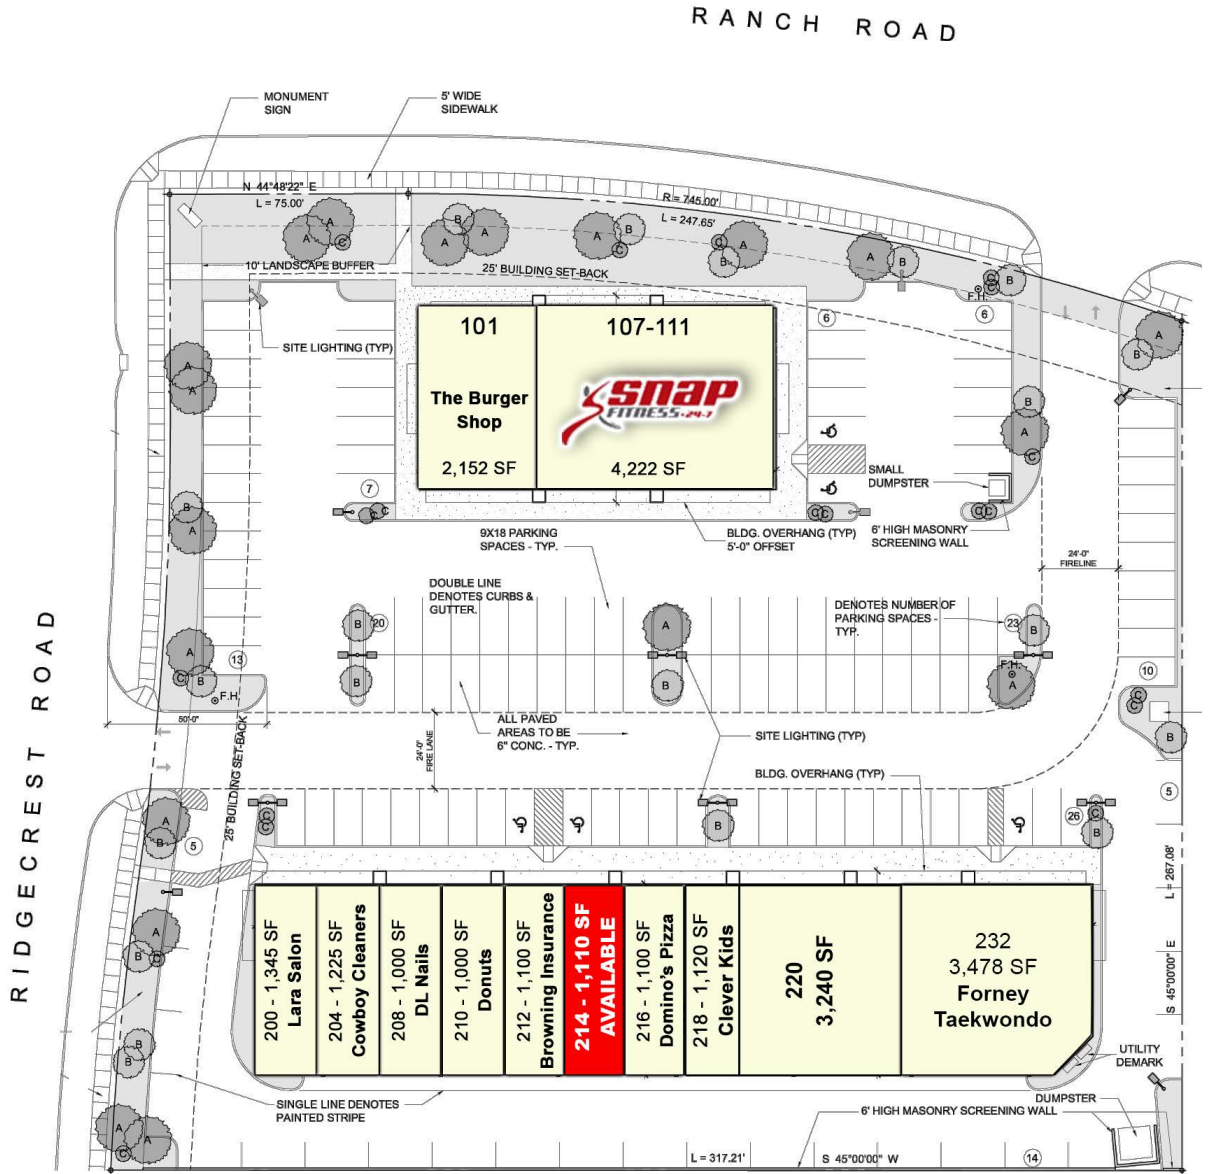 RANCH ROAD
MONUMENT
SIGN
5' WIDE
SIDEWALK
N 44°48'22" E
L = 75.00'
R = 745.00'
L = 247.65'
10' LANDSCAPE BUFFER
25' BUILDING SET-BACK
F.H.
6
6
SITE LIGHTING (TYP)
101
The Burger
Shop
2,152 SF
107-111
SNAP
FITNESS-24-7
4,222 SF
SMALL
DUMPSTER
7
6' HIGH MASONRY
SCREENING WALL
9X18 PARKING
SPACES - TYP.
BLDG. OVERHANG (TYP)
5'-0" OFFSET
24'-0"
FIRELINE
DOUBLE LINE
DENOTES CURBS &
GUTTER.
DENOTES NUMBER OF
PARKING SPACES -
TYP.
20
23
13
F.H.
F.H.
10
50'-0"
ALL PAVED
AREAS TO BE
6" CONC. - TYP.
24'-0"
FIRE LANE
SITE LIGHTING (TYP)
BLDG. OVERHANG (TYP)
25' BUILDING SET-BACK
RIDGECREST ROAD
5
5
26
L = 267.08'
S 45°00'00" E
200 - 1,345 SF
Lara Salon
204 - 1,225 SF
Cowboy Cleaners
208 - 1,000 SF
DL Nails
210 - 1,000 SF
Donuts
212 - 1,100 SF
Browning Insurance
214 - 1,110 SF
AVAILABLE
216 - 1,100 SF
Domino's Pizza
218 - 1,120 SF
Clever Kids
220
3,240 SF
232
3,478 SF
Forney
Taekwondo
UTILITY
DEMARK
SINGLE LINE DENOTES
PAINTED STRIPE
DUMPSTER
6' HIGH MASONRY SCREENING WALL
L = 317.21'
S 45°00'00" W
14